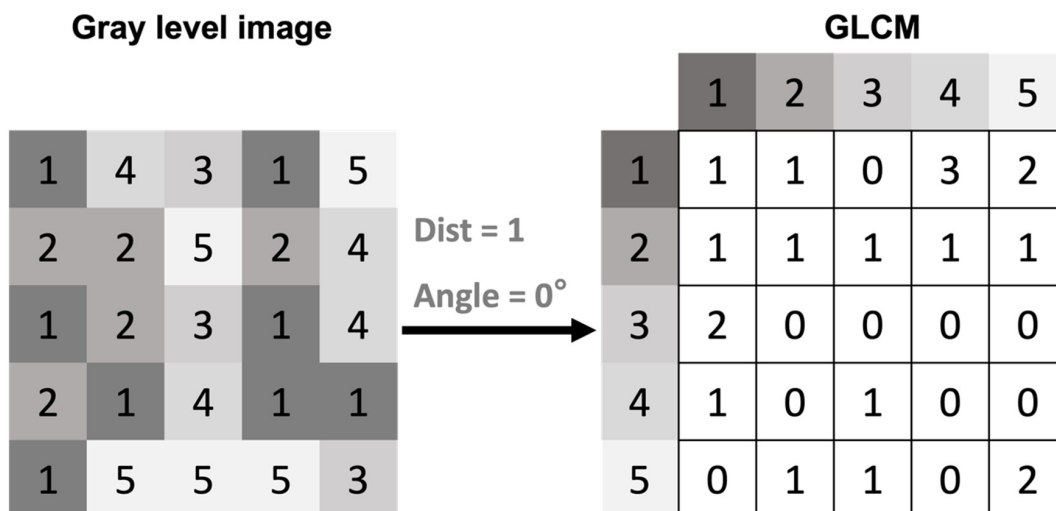 Gray level image
GLCM
1 2 3 4 5
1 4 3 1 5
2 2 5 2 4
1 2 3 1 4
2 1 4 1 1
1 5 5 5 3
Dist = 1
Angle = 0°
1 1 1 0 3 2
2 1 1 1 1 1
3 2 0 0 0 0
4 1 0 1 0 0
5 0 1 1 0 2